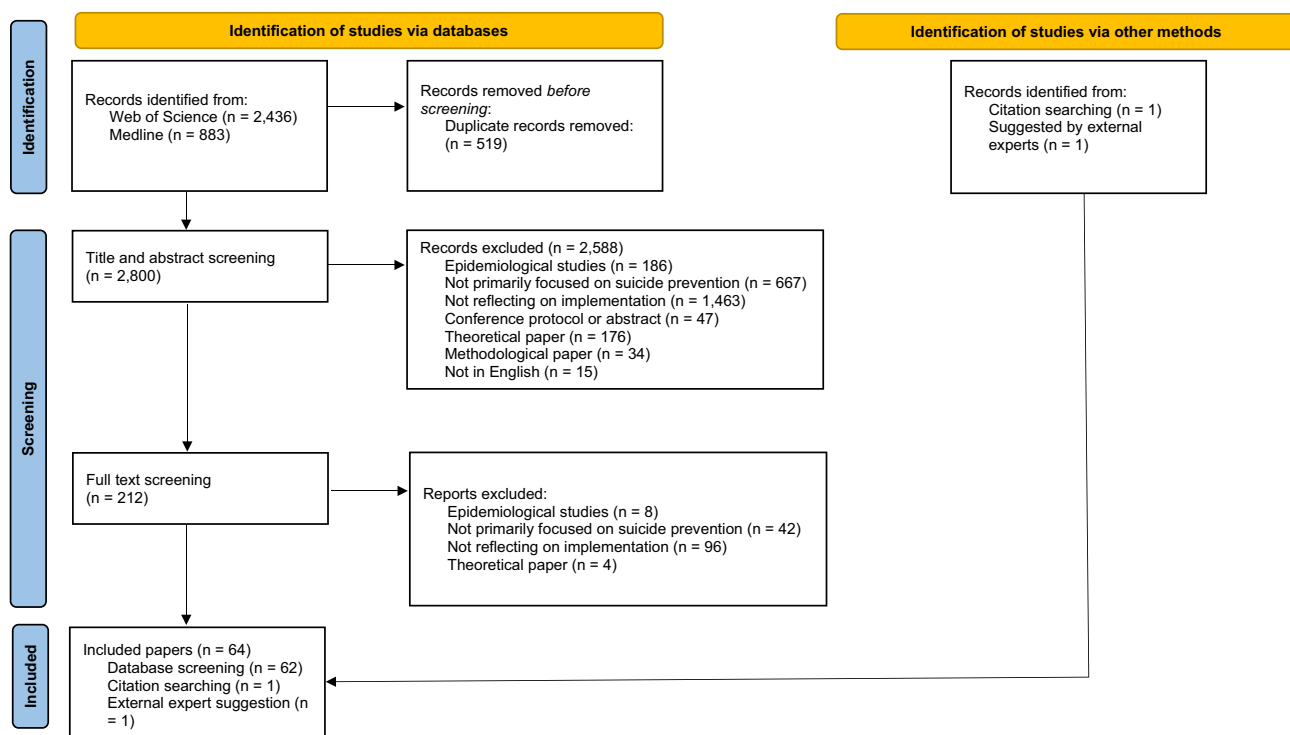 Identification of studies via databases
Identification of studies via other methods
Identification
Records identified from:
Web of Science (n = 2,436)
Medline (n = 883)
Records removed before
screening:
Duplicate records removed:
(n = 519)
Records identified from:
Citation searching (n = 1)
Suggested by external
experts (n = 1)
Screening
Title and abstract screening
(n = 2,800)
Records excluded (n = 2,588)
Epidemiological studies (n = 186)
Not primarily focused on suicide prevention (n = 667)
Not reflecting on implementation (n = 1,463)
Conference protocol or abstract (n = 47)
Theoretical paper (n = 176)
Methodological paper (n = 34)
Not in English (n = 15)
Full text screening
(n = 212)
Reports excluded:
Epidemiological studies (n = 8)
Not primarily focused on suicide prevention (n = 42)
Not reflecting on implementation (n = 96)
Theoretical paper (n = 4)
Included
Included papers (n = 64)
Database screening (n = 62)
Citation searching (n = 1)
External expert suggestion (n
= 1)